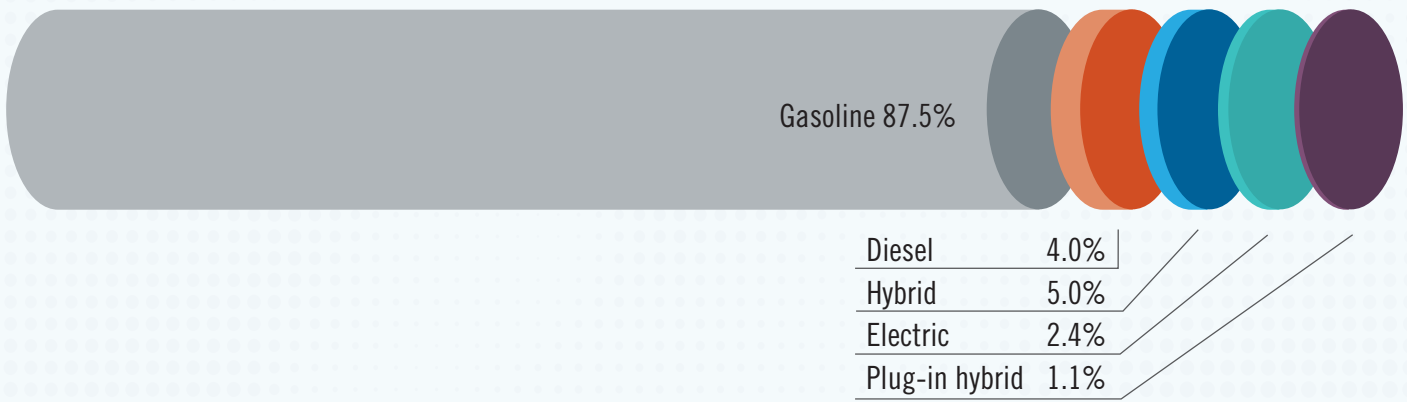 Gasoline 87.5%
Diesel 4.0%
Hybrid 5.0%
Electric 2.4%
Plug-in hybrid 1.1%